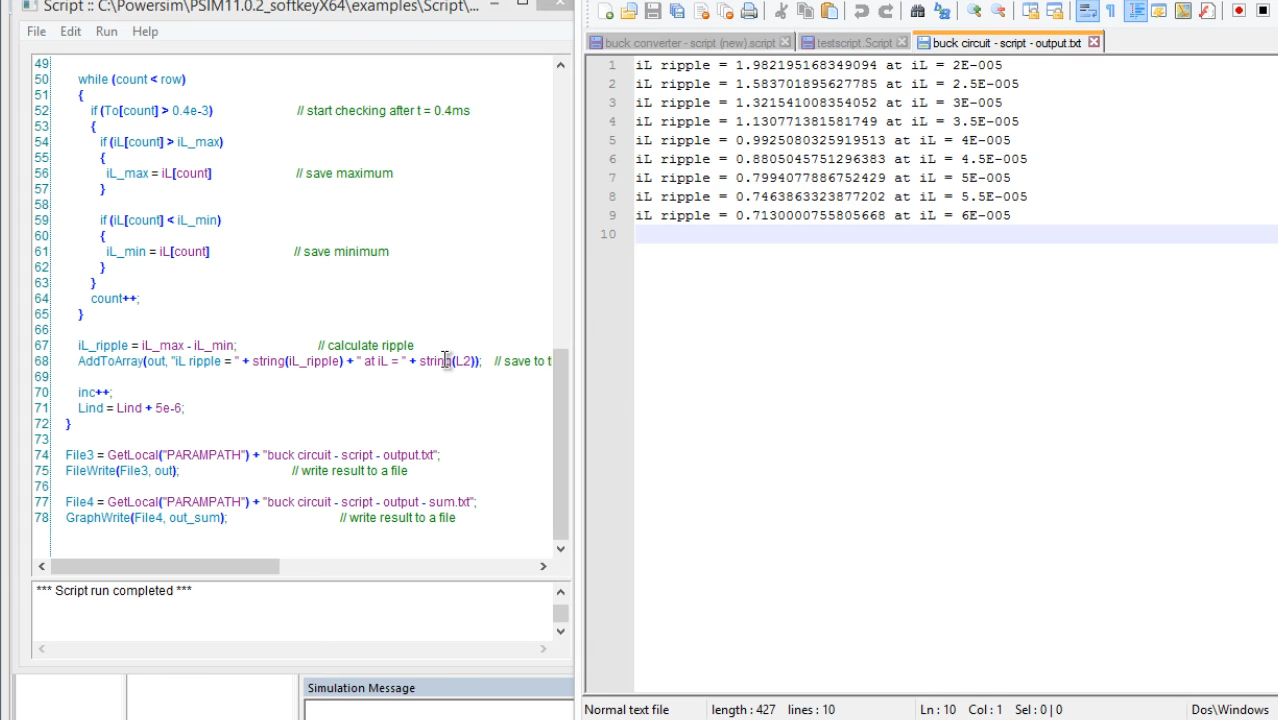 Script :: C:\Powersim\PSIM11.0.2_softkeyX64\examples\Script\...
File Edit Run Help
49
50 while (count < row)
51 {
52 if (To[count] > 0.4e-3) // start checking after t = 0.4ms
53 {
54 if (iL[count] > iL_max)
55 {
56 iL_max = iL[count] // save maximum
57 }
58
59 if (iL[count] < iL_min)
60 {
61 iL_min = iL[count] // save minimum
62 }
63 }
64 count++;
65 }
66
67 iL_ripple = iL_max - iL_min; // calculate ripple
68 AddToArray(out, "iL ripple = " + string(iL_ripple) + " at iL = " + string(L2)); // save to t
69
70 inc++;
71 Lind = Lind + 5e-6;
72 }
73
74 File3 = GetLocal("PARAMPATH") + "buck circuit - script - output.txt";
75 FileWrite(File3, out); // write result to a file
76
77 File4 = GetLocal("PARAMPATH") + "buck circuit - script - output - sum.txt";
78 GraphWrite(File4, out_sum); // write result to a file
*** Script run completed ***
Simulation Message
buck converter - script (new).script testscript.Script buck circuit - script - output.txt
1 iL ripple = 1.982195168349094 at iL = 2E-005
2 iL ripple = 1.583701895627785 at iL = 2.5E-005
3 iL ripple = 1.321541008354052 at iL = 3E-005
4 iL ripple = 1.130771381581749 at iL = 3.5E-005
5 iL ripple = 0.9925080325919513 at iL = 4E-005
6 iL ripple = 0.8805045751296383 at iL = 4.5E-005
7 iL ripple = 0.7994077886752429 at iL = 5E-005
8 iL ripple = 0.7463863323877202 at iL = 5.5E-005
9 iL ripple = 0.7130000755805668 at iL = 6E-005
10
Normal text file length : 427 lines : 10 Ln : 10 Col : 1 Sel : 0 | 0 Dos\Windows